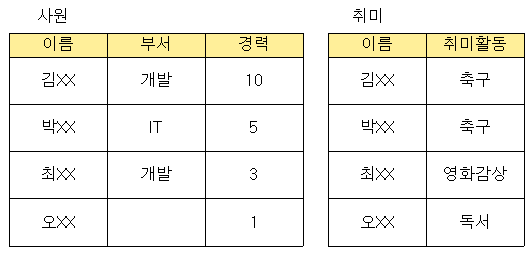 사원 취미
이름 부서 경력 이름 취미활동
김XX 개발 10 김XX 축구
박XX IT 5 박XX 축구
최XX 개발 3 최XX 영화감상
오XX 1 오XX 독서